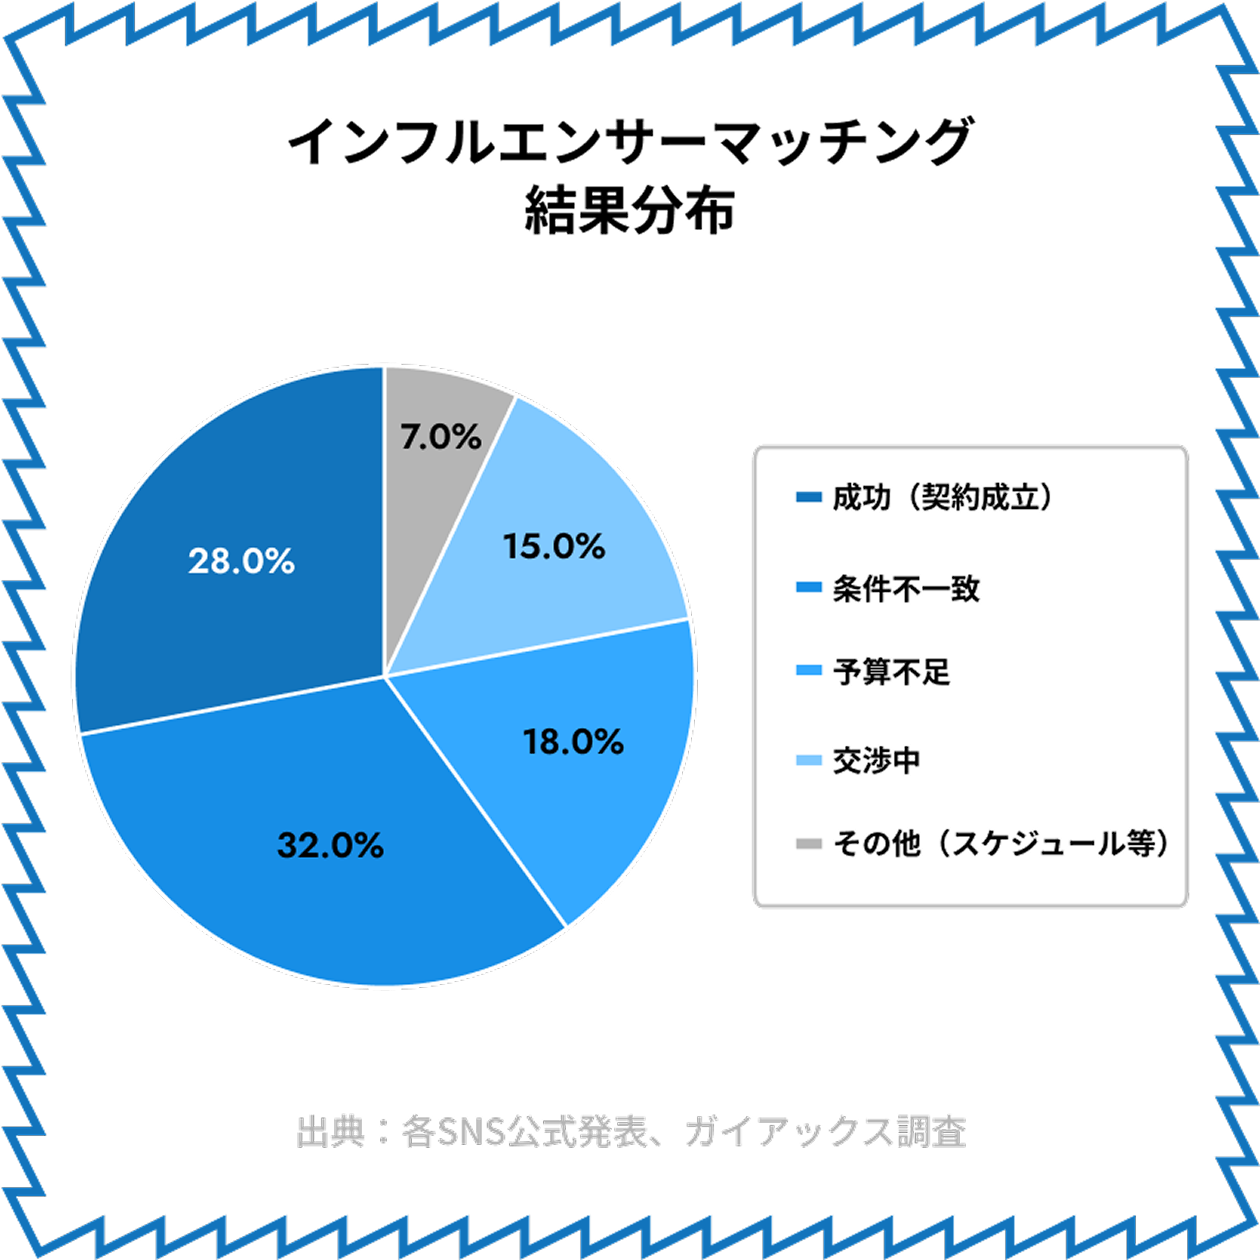 インフルエンサーマッチング
結果分布
7.0%
15.0%
28.0%
18.0%
32.0%
成功（契約成立）
条件不一致
予算不足
交渉中
その他（スケジュール等）
出典：各SNS公式発表、ガイアックス調査